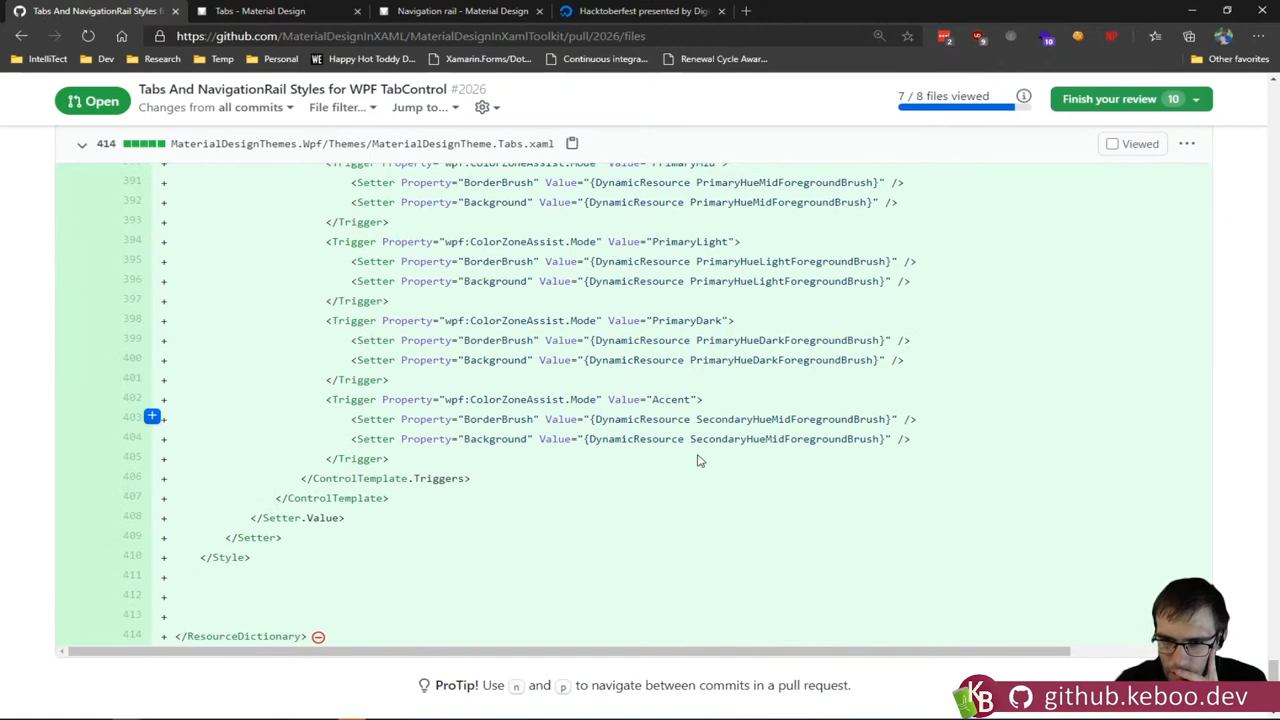 Tabs And NavigationRail Styles fo
Tabs - Material Design
Navigation rail - Material Design
Hacktoberfest presented by Dig
https://github.com/MaterialDesignInXAML/MaterialDesignInXamlToolkit/pull/2026/files
IntelliTect
Dev
Research
Temp
Personal
Happy Hot Toddy D...
Xamarin.Forms/Dot...
Continuous integra...
Renewal Cycle Awar...
Other favorites
Open
Tabs And NavigationRail Styles for WPF TabControl #2026
Changes from all commits
File filter...
Jump to...
7 / 8 files viewed
Finish your review 10
414 MaterialDesignThemes.Wpf/Themes/MaterialDesignTheme.Tabs.xaml
Viewed
+ <Trigger Property="wpf:ColorZoneAssist.Mode" Value="PrimaryMid">
391 + <Setter Property="BorderBrush" Value="{DynamicResource PrimaryHueMidForegroundBrush}" />
392 + <Setter Property="Background" Value="{DynamicResource PrimaryHueMidForegroundBrush}" />
393 + </Trigger>
394 + <Trigger Property="wpf:ColorZoneAssist.Mode" Value="PrimaryLight">
395 + <Setter Property="BorderBrush" Value="{DynamicResource PrimaryHueLightForegroundBrush}" />
396 + <Setter Property="Background" Value="{DynamicResource PrimaryHueLightForegroundBrush}" />
397 + </Trigger>
398 + <Trigger Property="wpf:ColorZoneAssist.Mode" Value="PrimaryDark">
399 + <Setter Property="BorderBrush" Value="{DynamicResource PrimaryHueDarkForegroundBrush}" />
400 + <Setter Property="Background" Value="{DynamicResource PrimaryHueDarkForegroundBrush}" />
401 + </Trigger>
402 + <Trigger Property="wpf:ColorZoneAssist.Mode" Value="Accent">
403 + <Setter Property="BorderBrush" Value="{DynamicResource SecondaryHueMidForegroundBrush}" />
404 + <Setter Property="Background" Value="{DynamicResource SecondaryHueMidForegroundBrush}" />
405 + </Trigger>
406 + </ControlTemplate.Triggers>
407 + </ControlTemplate>
408 + </Setter.Value>
409 + </Setter>
410 + </Style>
411 +
412 +
413 +
414 + </ResourceDictionary>
ProTip! Use n and p to navigate between commits in a pull request.
KB github.keboo.dev